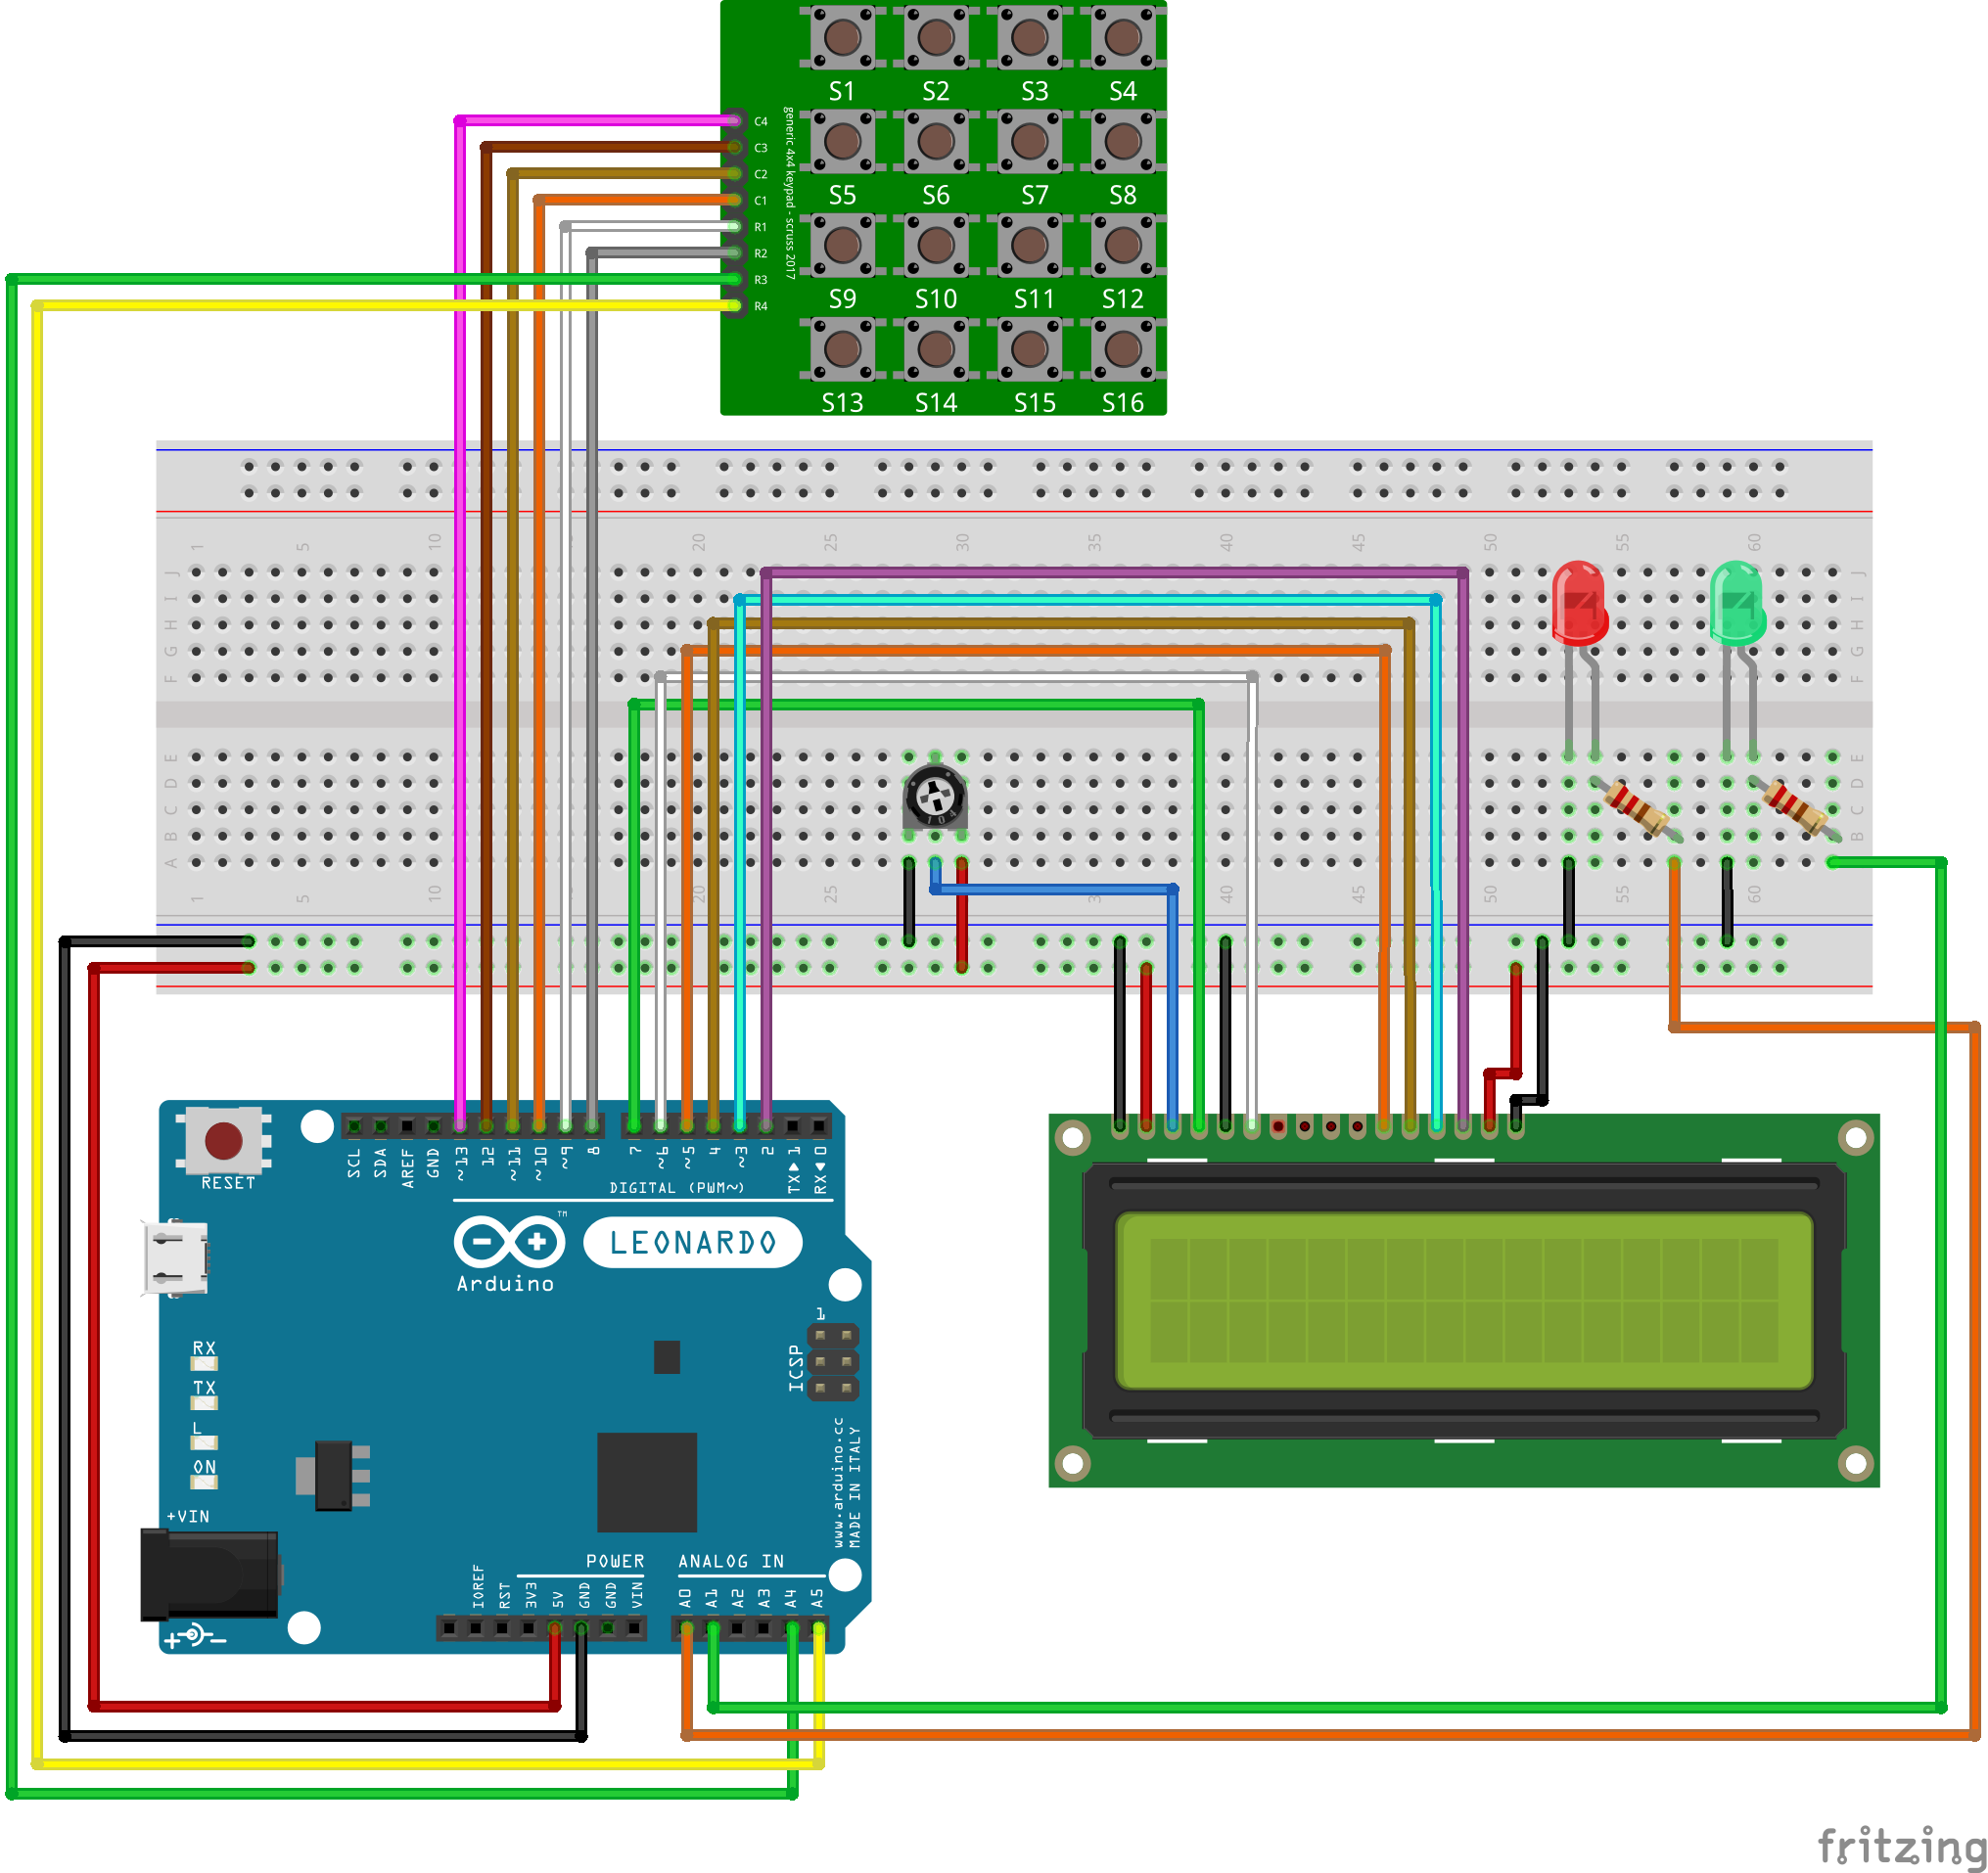 S1 S2 S3 S4
C4
C3
C2
C1
R1
R2
R3
R4
generic 4x4 keypad - scruss 2017
S5 S6 S7 S8
S9 S10 S11 S12
S13 S14 S15 S16
1 5 10 20 25 30 35 40 45 50 55 60
J J
I I
H H
G G
F F
E E
D D
C C
B B
A A
1 5 10 20 25 3 40 45 50 55 60
104
RESET
SCL SDA AREF GND ~13 12 ~11 ~10 ~9 8 7 ~6 ~5 4 ~3 2 TX▸1 RX◂0
DIGITAL (PWM~)
TM
LEONARDO
Arduino
1
ICSP
RX
TX
L
ON
+VIN
www.arduino.cc
MADE IN ITALY
POWER ANALOG IN
IOREF RST 3V3 5V GND GND VIN A0 A1 A2 A3 A4 A5
fritzing